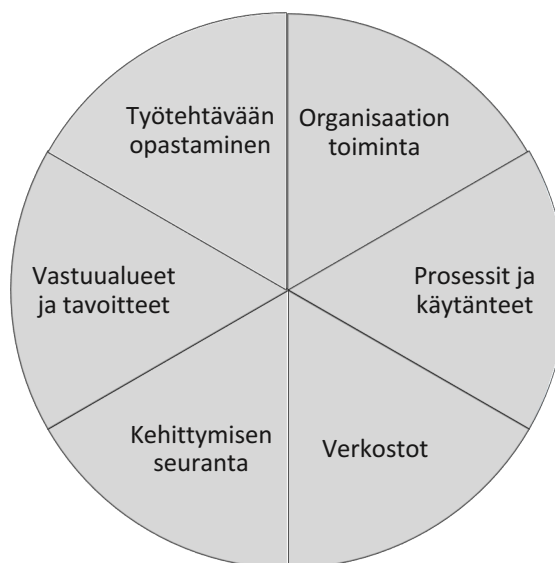 Työtehtävään
opastaminen
Organisaation
toiminta
Vastuualueet
ja tavoitteet
Prosessit ja
käytänteet
Kehittymisen
seuranta
Verkostot